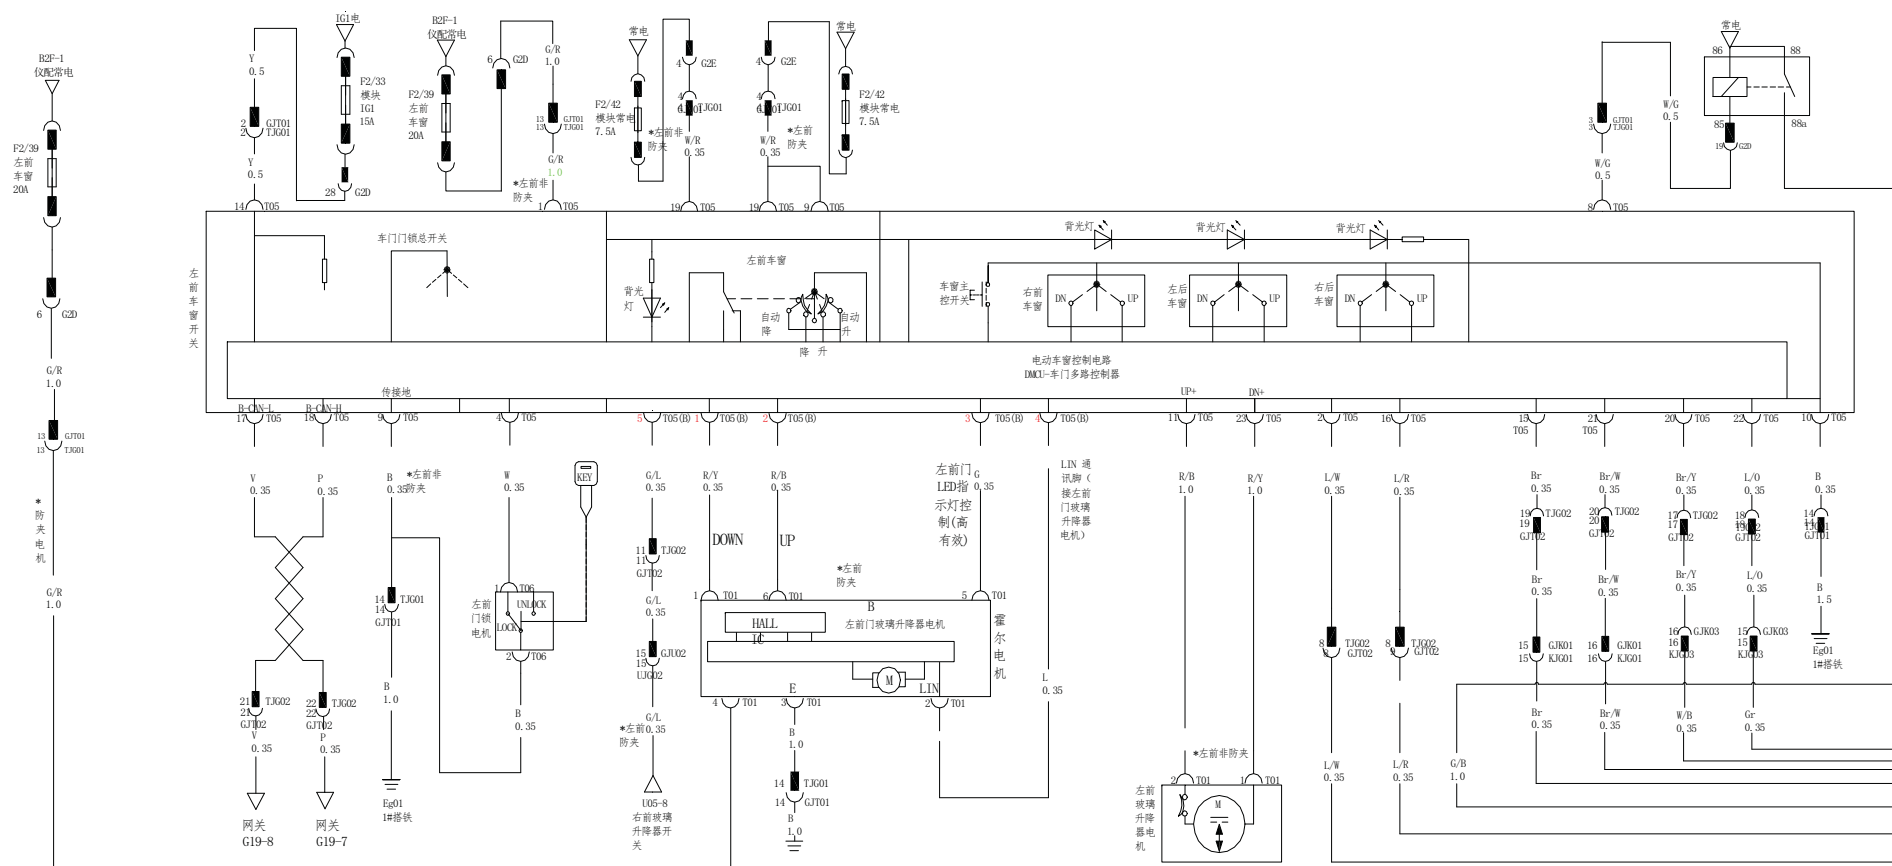 B2F-1
仪配常电
F2/39
左前
车窗
20A
6
G2D
G/R
1.0
13
GJT01
13
TJG01
*
防
夹
电
机
G/R
1.0
Y
0.5
2
GJT01
2
TJG01
Y
0.5
14
T05
IG1电
F2/33
模块
IG1
15A
28
G2D
B2F-1
仪配常电
F2/39
左前
车窗
20A
6
G2D
G/R
1.0
13
GJT01
13
TJG01
G/R
1.0
*左前非
防夹
1
T05
常电
F2/42
模块常电
7.5A
*左前非
防夹
4
G2E
4
TJG01
W/R
0.35
19
T05
4
G2E
4
TJG01
W/R
0.35
*左前
防夹
19
T05
9
T05
常电
F2/42
模块常电
7.5A
3
GJT01
3
TJG01
W/G
0.5
8
T05
W/G
0.5
常电
86
88
85
88a
19
G2D
左
前
车
窗
开
关
车门门锁总开关
背光
灯
左前车窗
自动
降
自动
升
降 升
背光灯
背光灯
背光灯
车窗主
控开关
右前
车窗
DN
UP
左后
车窗
DN
UP
右后
车窗
DN
UP
电动车窗控制电路
DMCU-车门多路控制器
传接地
UP+
DN+
B-CAN-L
17
T05
B-CAN-H
18
T05
9
T05
4
T05
5
T05(B)
1
T05(B)
2
T05(B)
3
T05(B)
4
T05(B)
11
T05
23
T05
2
T05
16
T05
15
T05
T05
21
T05
T05
20
T05
22
T05
10
T05
V
0.35
P
0.35
B
0.35
*左前非
防夹
W
0.35
KEY
G/L
0.35
R/Y
0.35
R/B
0.35
左前门
LED指
示灯控
制(高
有效)
G
0.35
LIN 通
讯脚(
接左前
门玻璃
升降器
电机)
R/B
1.0
R/Y
1.0
L/W
0.35
L/R
0.35
Br
0.35
Br/W
0.35
Br/Y
0.35
L/O
0.35
B
0.35
19
TJG02
19
GJT02
20
TJG02
20
GJT02
17
TJG02
17
GJT02
18
18
GJT02
14
14
GJT01
DOWN
UP
*左前
防夹
11
TJG02
11
GJT02
G/L
0.35
15
GJU02
15
UJG02
G/L
0.35
*左前
防夹
U05-8
右前玻璃
升降器开
关
14
TJG01
14
GJT01
B
1.0
Eg01
1#搭铁
1
T06
UNLOCK
LOCK
左前
门锁
电机
2
T06
B
0.35
1
T01
6
T01
5
T01
B
HALL
IC
左前门玻璃升降器电机
霍
尔
电
机
M
E
LIN
4
T01
3
T01
2
T01
B
1.0
14
TJG01
14
GJT01
B
1.0
L
0.35
21
TJG02
21
GJT02
V
0.35
22
TJG02
22
GJT02
P
0.35
网关
G19-8
网关
G19-7
*左前非防夹
2
T01
1
T01
M
左前
玻璃
升降
器电
机
8
TJG02
8
GJT02
8
TJG02
9
GJT02
L/W
0.35
L/R
0.35
G/B
1.0
Br
0.35
Br/W
0.35
Br/Y
0.35
L/O
0.35
B
1.5
15
GJK01
15
KJG01
16
GJK01
16
KJG01
16
GJK03
16
KJG03
15
GJK03
15
KJG03
Eg01
1#搭铁
Br
0.35
Br/W
0.35
W/B
0.35
Gr
0.35